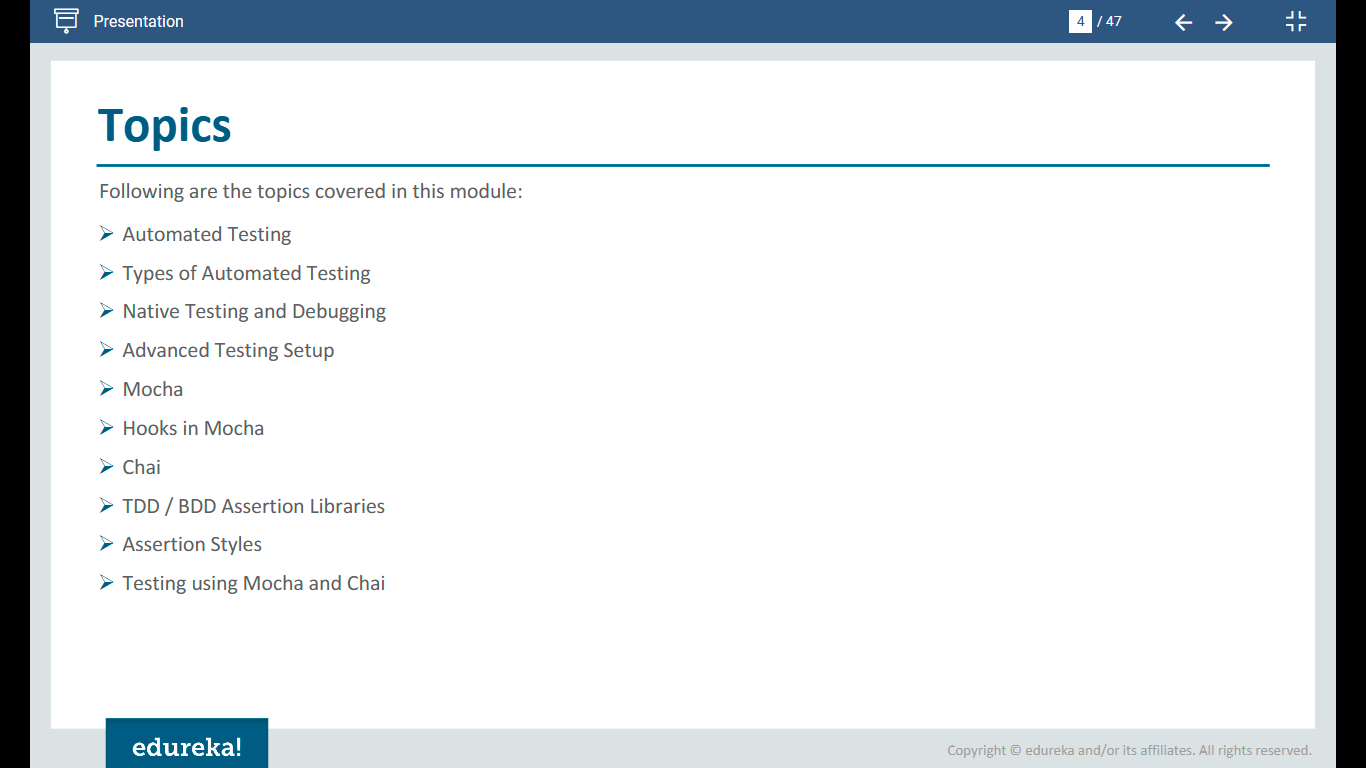 Presentation
4 / 47
Topics
Following are the topics covered in this module:
Automated Testing
Types of Automated Testing
Native Testing and Debugging
Advanced Testing Setup
Mocha
Hooks in Mocha
Chai
TDD / BDD Assertion Libraries
Assertion Styles
Testing using Mocha and Chai
edureka!
Copyright © edureka and/or its affiliates. All rights reserved.